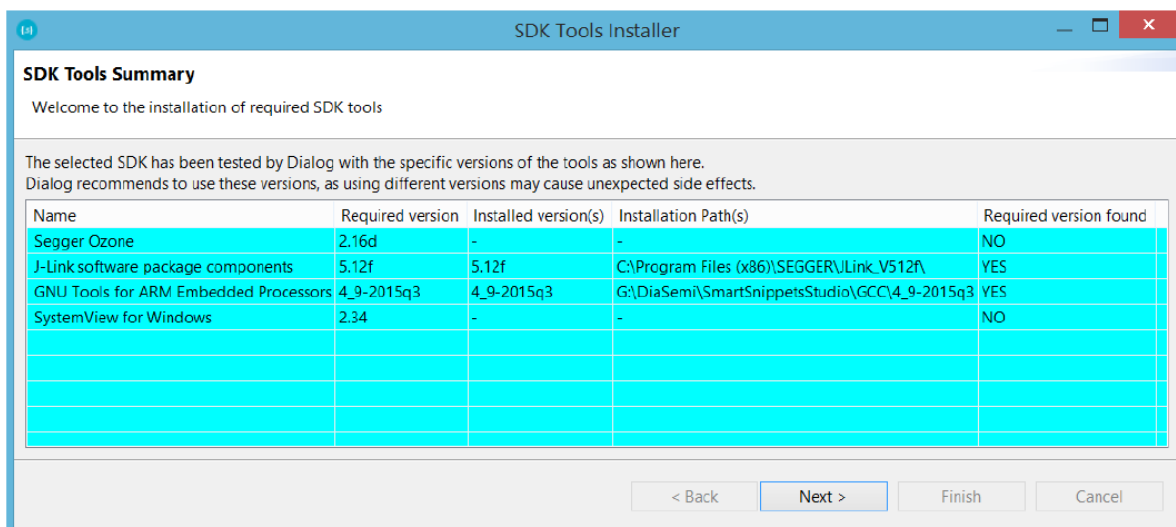 SDK Tools Installer
SDK Tools Summary
Welcome to the installation of required SDK tools
The selected SDK has been tested by Dialog with the specific versions of the tools as shown here.
Dialog recommends to use these versions, as using different versions may cause unexpected side effects.
Name Required version Installed version(s) Installation Path(s) Required version found
Segger Ozone 2.16d - - NO
J-Link software package components 5.12f 5.12f C:\Program Files (x86)\SEGGER\JLink_V512f\ YES
GNU Tools for ARM Embedded Processors 4_9-2015q3 4_9-2015q3 G:\DiaSemi\SmartSnippetsStudio\GCC\4_9-2015q3 YES
SystemView for Windows 2.34 - - NO
< Back Next > Finish Cancel